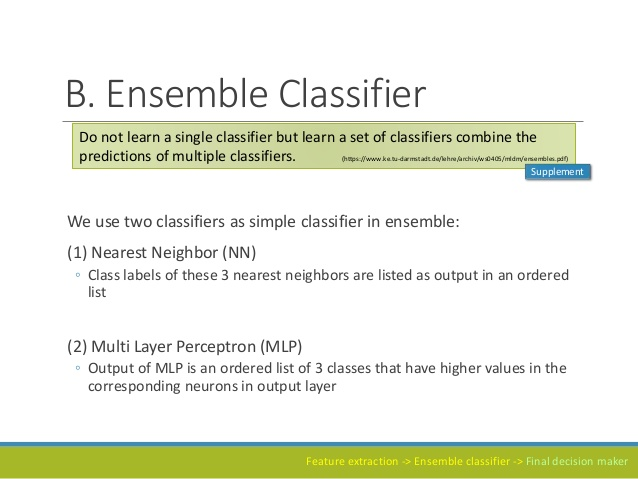 B. Ensemble Classifier
Do not learn a single classifier but learn a set of classifiers combine the
predictions of multiple classifiers. (https://www.ke.tu-darmstadt.de/lehre/archiv/ws0405/mldm/ensembles.pdf)
Supplement
We use two classifiers as simple classifier in ensemble:
(1) Nearest Neighbor (NN)
◦ Class labels of these 3 nearest neighbors are listed as output in an ordered
list
(2) Multi Layer Perceptron (MLP)
◦ Output of MLP is an ordered list of 3 classes that have higher values in the
corresponding neurons in output layer
Feature extraction -> Ensemble classifier -> Final decision maker